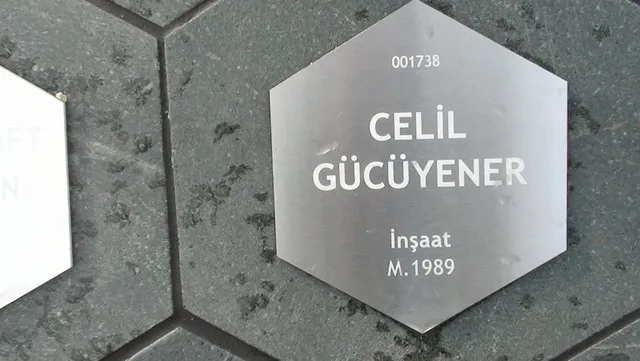 001738
CELİL
GÜCÜYENER
İnşaat
M.1989